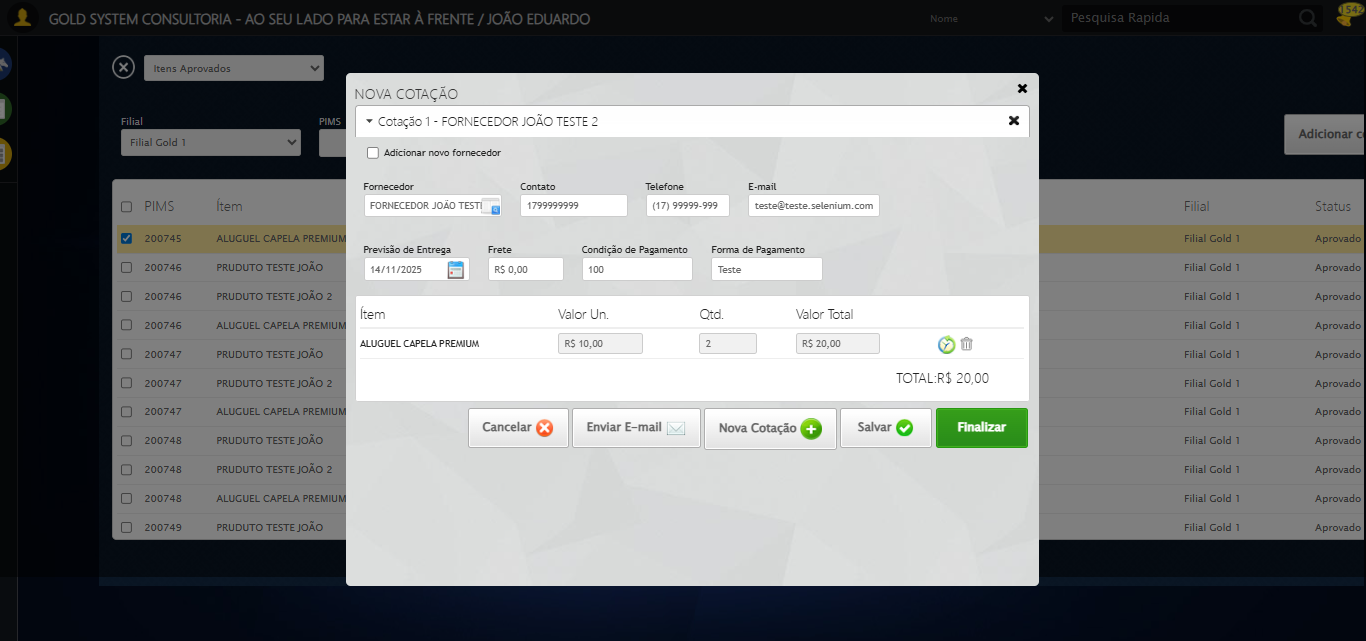 GOLD SYSTEM CONSULTORIA - AO SEU LADO PARA ESTAR À FRENTE / JOÃO EDUARDO
Nome
Pesquisa Rapida
1542
Itens Aprovados
Filial
PIMS
Filial Gold 1
Adicionar
PIMS Ítem Filial Status
200745 ALUGUEL CAPELA PREMIUM Filial Gold 1 Aprovado
200746 PRUDUTO TESTE JOÃO Filial Gold 1 Aprovado
200746 PRUDUTO TESTE JOÃO 2 Filial Gold 1 Aprovado
200746 ALUGUEL CAPELA PREMIUM Filial Gold 1 Aprovado
200747 PRUDUTO TESTE JOÃO Filial Gold 1 Aprovado
200747 PRUDUTO TESTE JOÃO 2 Filial Gold 1 Aprovado
200747 ALUGUEL CAPELA PREMIUM Filial Gold 1 Aprovado
200748 PRUDUTO TESTE JOÃO Filial Gold 1 Aprovado
200748 PRUDUTO TESTE JOÃO 2 Filial Gold 1 Aprovado
200748 ALUGUEL CAPELA PREMIUM Filial Gold 1 Aprovado
200749 PRUDUTO TESTE JOÃO Filial Gold 1 Aprovado
NOVA COTAÇÃO
Cotação 1 - FORNECEDOR JOÃO TESTE 2
Adicionar novo fornecedor
Fornecedor Contato Telefone E-mail
FORNECEDOR JOÃO TEST 1799999999 (17) 99999-999 teste@teste.selenium.com
Previsão de Entrega Frete Condição de Pagamento Forma de Pagamento
14/11/2025 R$ 0,00 100 Teste
Ítem Valor Un. Qtd. Valor Total
ALUGUEL CAPELA PREMIUM R$ 10,00 2 R$ 20,00
TOTAL:R$ 20,00
Cancelar Enviar E-mail Nova Cotação Salvar Finalizar